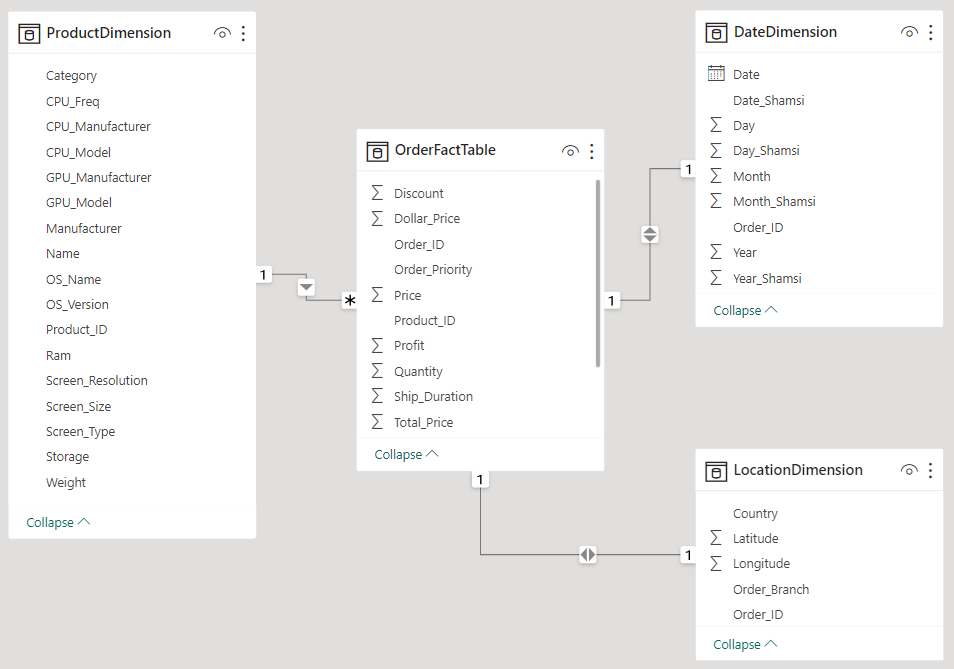 ProductDimension
Category
CPU_Freq
CPU_Manufacturer
CPU_Model
GPU_Manufacturer
GPU_Model
Manufacturer
Name
OS_Name
OS_Version
Product_ID
Ram
Screen_Resolution
Screen_Size
Screen_Type
Storage
Weight
Collapse
1
*
OrderFactTable
Discount
Dollar_Price
Order_ID
Order_Priority
Price
Product_ID
Profit
Quantity
Ship_Duration
Total_Price
Collapse
1
1
DateDimension
Date
Date_Shamsi
Day
Day_Shamsi
Month
Month_Shamsi
Order_ID
Year
Year_Shamsi
Collapse
1
1
LocationDimension
Country
Latitude
Longitude
Order_Branch
Order_ID
Collapse